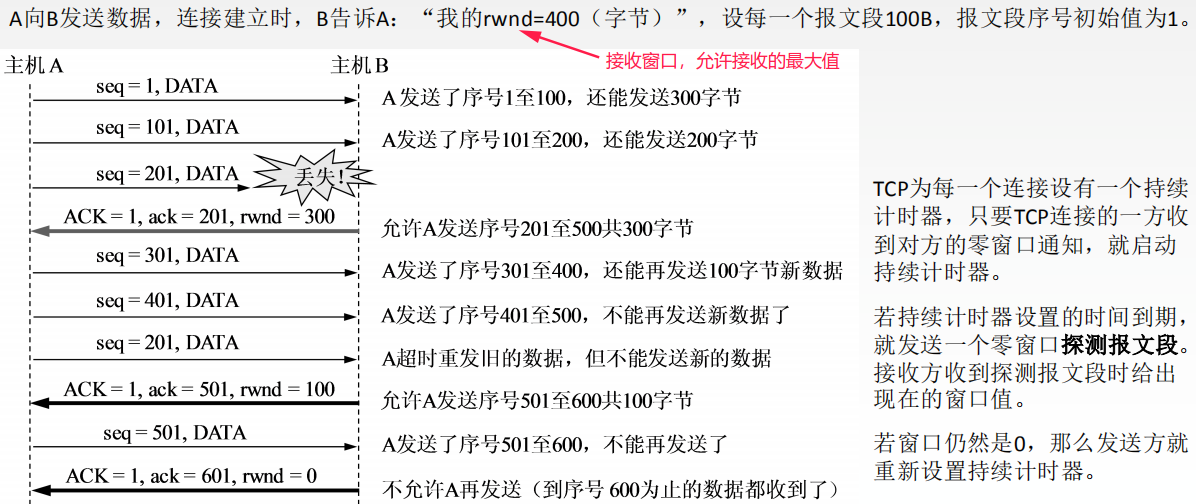 A向B发送数据，连接建立时，B告诉A：“我的rwnd=400（字节）”，设每一个报文段100B，报文段序号初始值为1。
接收窗口，允许接收的最大值
主机 A
主机 B
seq = 1, DATA
A 发送了序号1至100，还能发送300字节
seq = 101, DATA
A发送了序号101至200，还能发送200字节
seq = 201, DATA
丢失!
ACK = 1, ack = 201, rwnd = 300
允许A发送序号201至500共300字节
seq = 301, DATA
A发送了序号301至400，还能再发送100字节新数据
seq = 401, DATA
A发送了序号401至500，不能再发送新数据了
seq = 201, DATA
A超时重发旧的数据，但不能发送新的数据
ACK = 1, ack = 501, rwnd = 100
允许A发送序号501至600共100字节
seq = 501, DATA
A发送了序号501至600，不能再发送了
ACK = 1, ack = 601, rwnd = 0
不允许A再发送（到序号 600为止的数据都收到了）
TCP为每一个连接设有一个持续
计时器，只要TCP连接的一方收
到对方的零窗口通知，就启动
持续计时器。
若持续计时器设置的时间到期，
就发送一个零窗口探测报文段。
接收方收到探测报文段时给出
现在的窗口值。
若窗口仍然是0，那么发送方就
重新设置持续计时器。